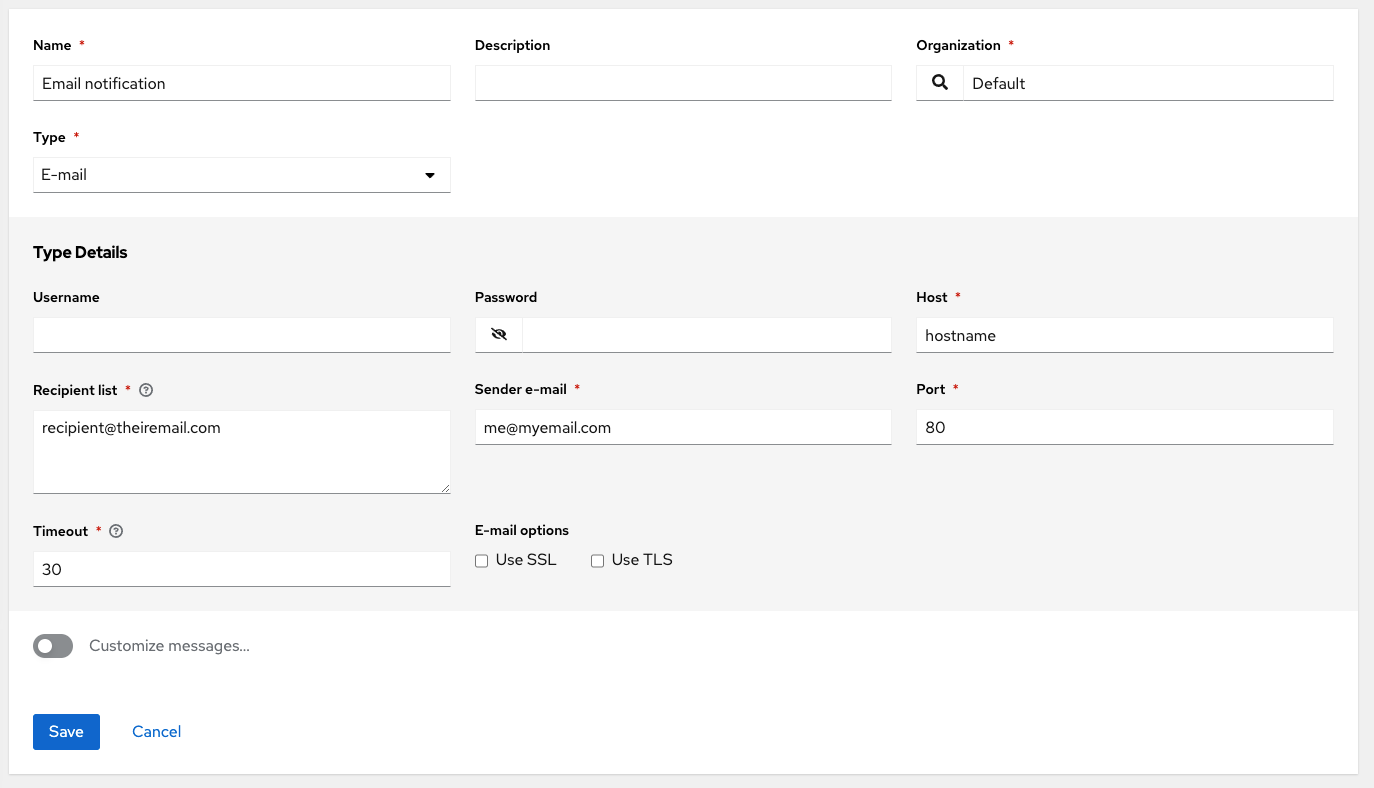 Name *
Description
Organization *
Email notification
Default
Type *
E-mail
Type Details
Username
Password
Host *
hostname
Recipient list *
Sender e-mail *
Port *
recipient@theiremail.com
me@myemail.com
80
Timeout *
E-mail options
30
Use SSL
Use TLS
Customize messages…
Save
Cancel